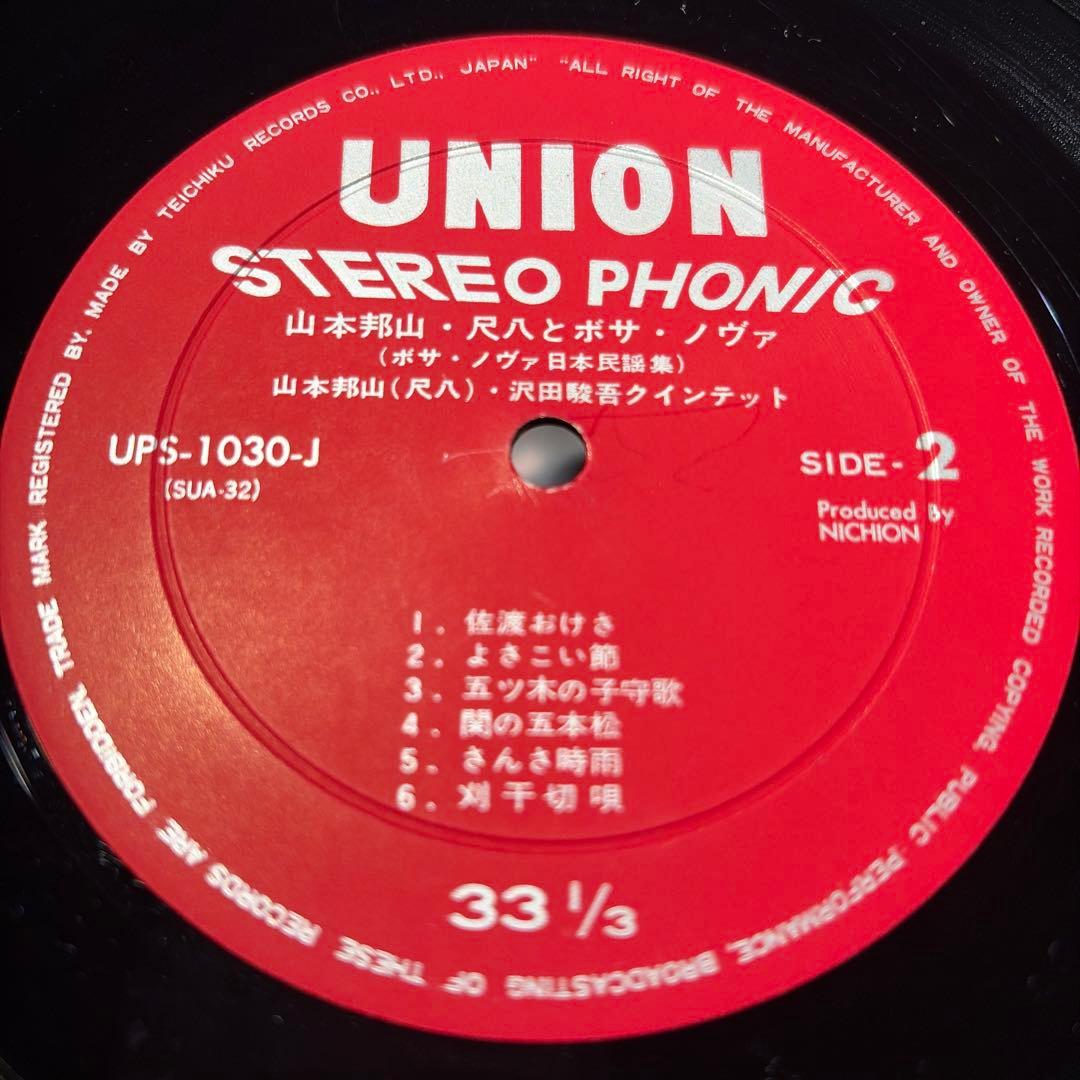 TRADE MARK REGISTERED BY. MADE BY TEICHIKU RECORDS CO., LTD., JAPAN" "ALL RIGHT OF THE MANUFACTURER AND OWNER OF THE WORK RECORDED COPYING, PUBLIC PERFORMANCE, BROADCASTING OF THESE RECORDS ARE FORBIDDEN,
UNION
STEREO PHONIC
山本邦山・尺八とボサ・ノヴァ
(ボサ・ノヴァ日本民謡集)
山本邦山(尺八)・沢田駿吾クインテット
UPS-1030-J
(SUA-32)
SIDE-2
Produced By
NICHION
1. 佐渡おけさ
2. よさこい節
3. 五ツ木の子守歌
4. 関の五本松
5. さんさ時雨
6. 刈干切唄
33 1/3